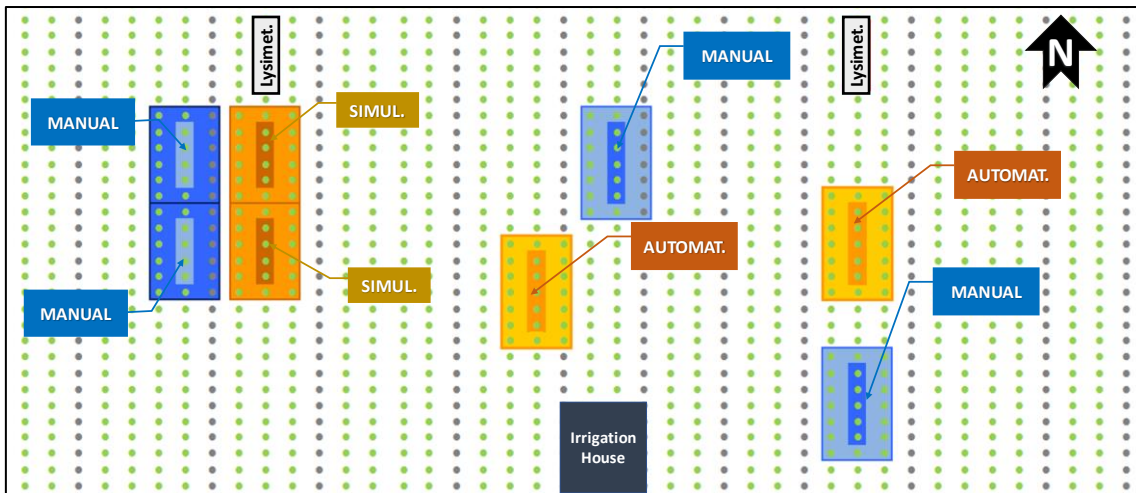 Lysimet.
Lysimet.
N
MANUAL
MANUAL
SIMUL.
AUTOMAT.
AUTOMAT.
SIMUL.
MANUAL
MANUAL
Irrigation
House